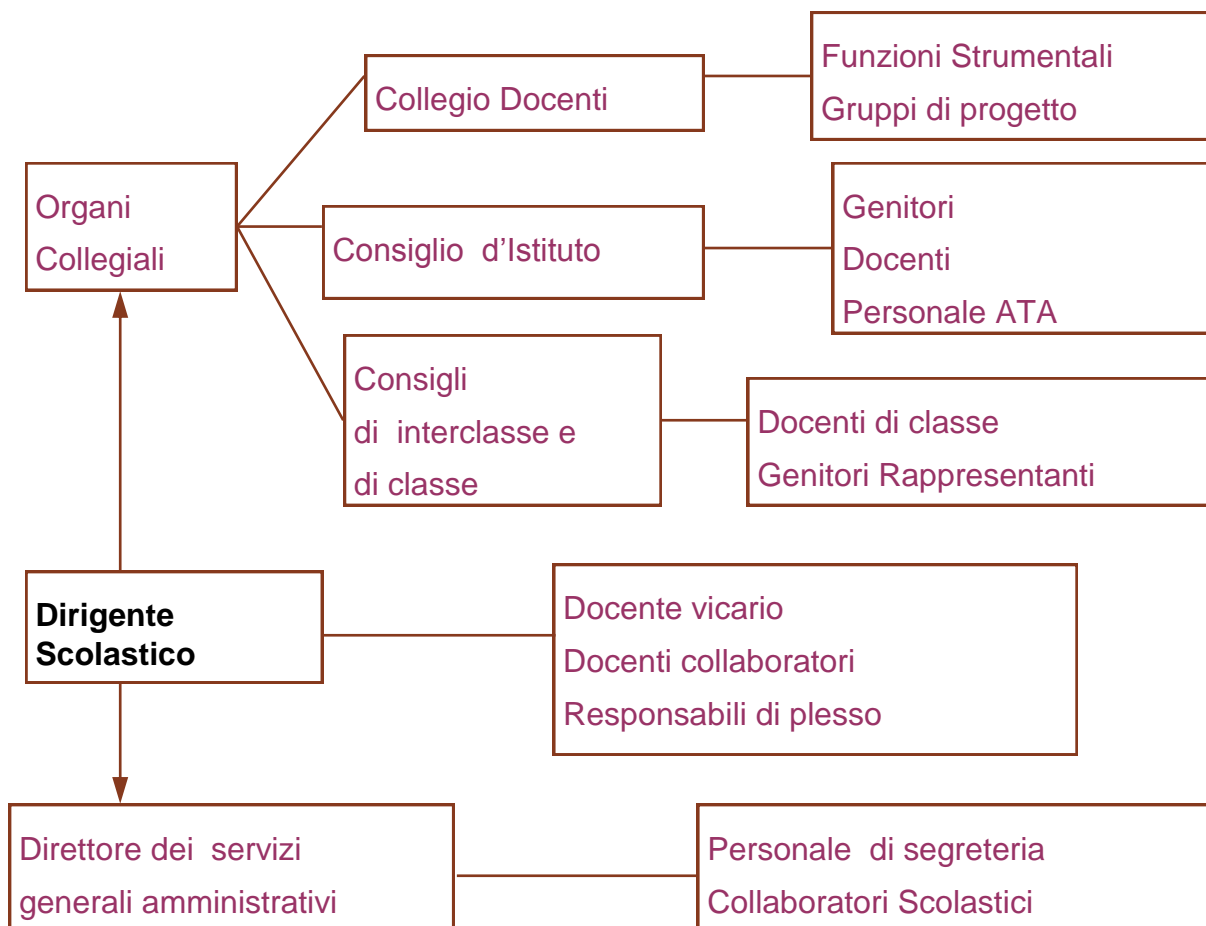 Funzioni Strumentali
Gruppi di progetto
Collegio Docenti
Organi
Collegiali
Genitori
Docenti
Personale ATA
Consiglio d'Istituto
Consigli
di interclasse e
di classe
Docenti di classe
Genitori Rappresentanti
Dirigente
Scolastico
Docente vicario
Docenti collaboratori
Responsabili di plesso
Direttore dei servizi
generali amministrativi
Personale di segreteria
Collaboratori Scolastici